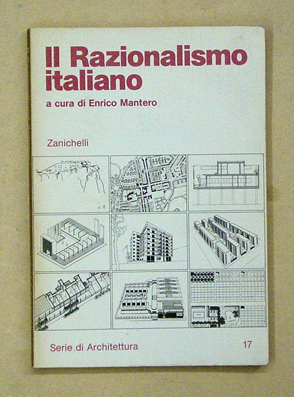 Il Razionalismo
italiano
a cura di Enrico Mantero
Zanichelli
Serie di Architettura 17